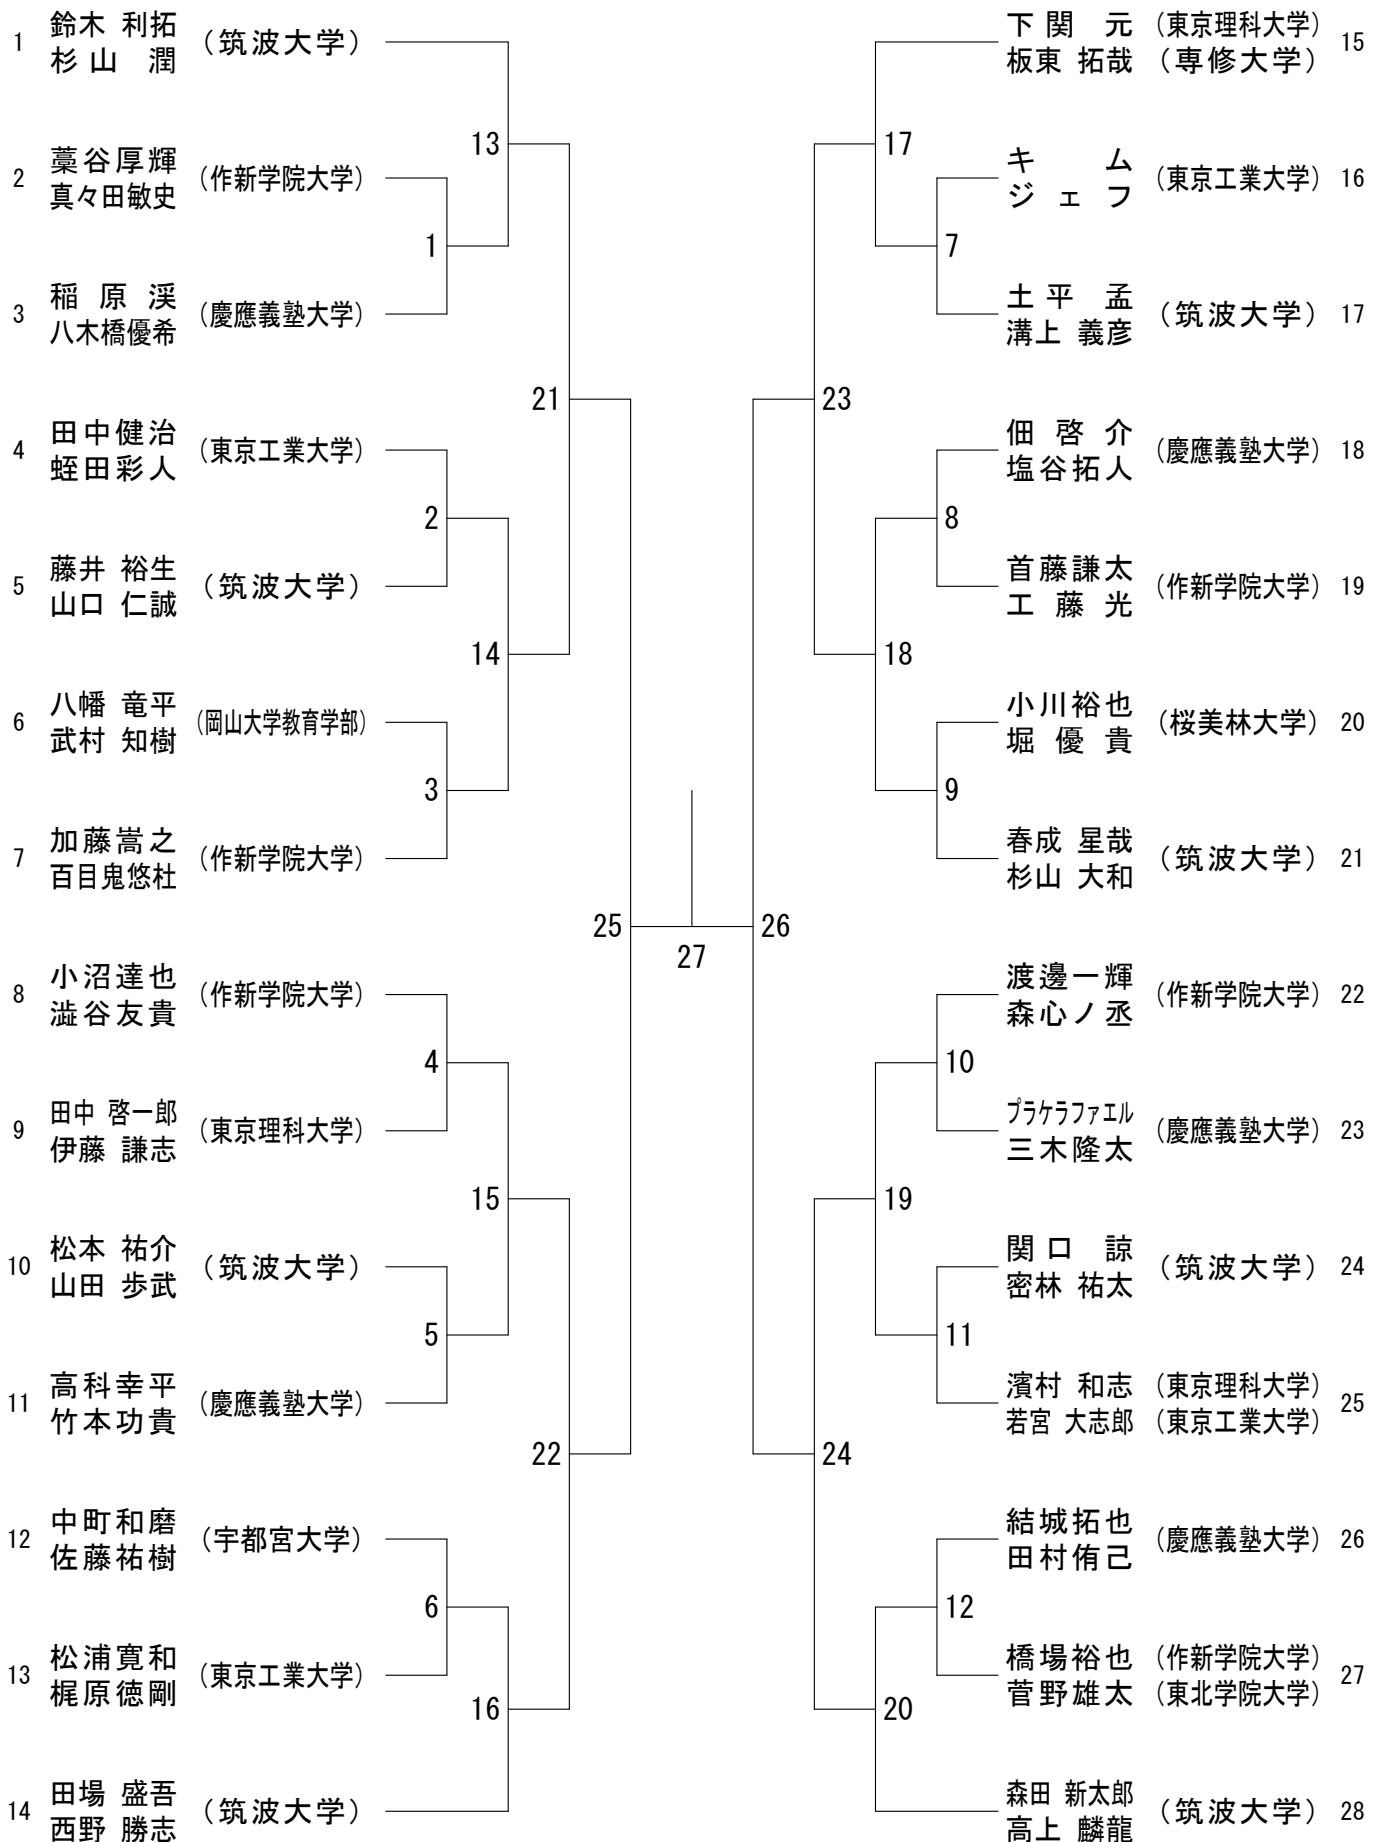 1 鈴木 利拓 (筑波大学)
杉山 潤
2 藁谷厚輝 (作新学院大学)
真々田敏史
3 稲原渓 (慶應義塾大学)
八木橋優希
4 田中健治 (東京工業大学)
蛭田彩人
5 藤井 裕生 (筑波大学)
山口 仁誠
6 八幡 竜平 (岡山大学教育学部)
武村 知樹
7 加藤嵩之 (作新学院大学)
百目鬼悠杜
8 小沼達也 (作新学院大学)
澁谷友貴
9 田中 啓一郎 (東京理科大学)
伊藤 謙志
10 松本 祐介 (筑波大学)
山田 歩武
11 高科幸平 (慶應義塾大学)
竹本功貴
12 中町和磨 (宇都宮大学)
佐藤祐樹
13 松浦寛和 (東京工業大学)
梶原徳剛
14 田場 盛吾 (筑波大学)
西野 勝志
13
1
21
2
14
3
25
4
15
5
22
6
16
27
17
7
23
8
18
9
26
10
19
11
24
12
20
下関 元 (東京理科大学) 15
板東 拓哉 (専修大学)
キム (東京工業大学) 16
ジェフ
土平 孟 (筑波大学) 17
溝上 義彦
佃啓介 (慶應義塾大学) 18
塩谷拓人
首藤謙太 (作新学院大学) 19
工藤光
小川裕也 (桜美林大学) 20
堀優貴
春成 星哉 (筑波大学) 21
杉山 大和
渡邊一輝 (作新学院大学) 22
森心ノ丞
プラケラファエル (慶應義塾大学) 23
三木隆太
関口 諒 (筑波大学) 24
密林 祐太
濱村 和志 (東京理科大学) 25
若宮 大志郎 (東京工業大学)
結城拓也 (慶應義塾大学) 26
田村侑己
橋場裕也 (作新学院大学) 27
菅野雄太 (東北学院大学)
森田 新太郎 (筑波大学) 28
高上 麟龍